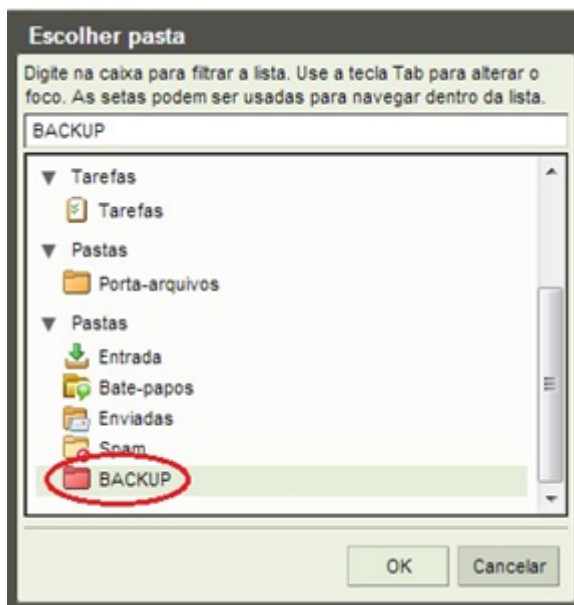 Escolher pasta
Digite na caixa para filtrar a lista. Use a tecla Tab para alterar o
foco. As setas podem ser usadas para navegar dentro da lista.
BACKUP
Tarefas
Tarefas
Pastas
Porta-arquivos
Pastas
Entrada
Bate-papos
Enviadas
Spam
BACKUP
OK
Cancelar